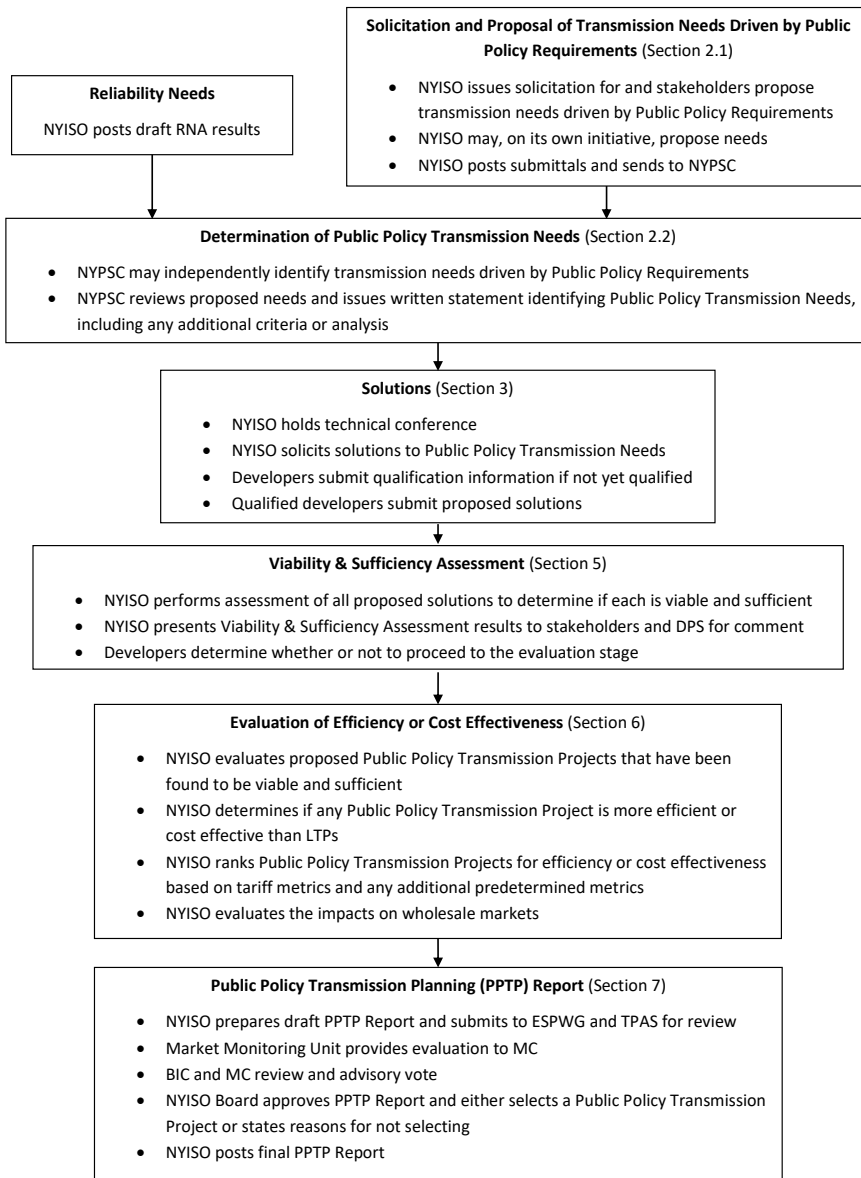 Solicitation and Proposal of Transmission Needs Driven by Public
Policy Requirements (Section 2.1)
• NYISO issues solicitation for and stakeholders propose
transmission needs driven by Public Policy Requirements
• NYISO may, on its own initiative, propose needs
• NYISO posts submittals and sends to NYPSC
Reliability Needs
NYISO posts draft RNA results
Determination of Public Policy Transmission Needs (Section 2.2)
• NYPSC may independently identify transmission needs driven by Public Policy Requirements
• NYPSC reviews proposed needs and issues written statement identifying Public Policy Transmission Needs,
including any additional criteria or analysis
Solutions (Section 3)
• NYISO holds technical conference
• NYISO solicits solutions to Public Policy Transmission Needs
• Developers submit qualification information if not yet qualified
• Qualified developers submit proposed solutions
Viability & Sufficiency Assessment (Section 5)
• NYISO performs assessment of all proposed solutions to determine if each is viable and sufficient
• NYISO presents Viability & Sufficiency Assessment results to stakeholders and DPS for comment
• Developers determine whether or not to proceed to the evaluation stage
Evaluation of Efficiency or Cost Effectiveness (Section 6)
• NYISO evaluates proposed Public Policy Transmission Projects that have been
found to be viable and sufficient
• NYISO determines if any Public Policy Transmission Project is more efficient or
cost effective than LTPs
• NYISO ranks Public Policy Transmission Projects for efficiency or cost effectiveness
based on tariff metrics and any additional predetermined metrics
• NYISO evaluates the impacts on wholesale markets
Public Policy Transmission Planning (PPTP) Report (Section 7)
• NYISO prepares draft PPTP Report and submits to ESPWG and TPAS for review
• Market Monitoring Unit provides evaluation to MC
• BIC and MC review and advisory vote
• NYISO Board approves PPTP Report and either selects a Public Policy Transmission
Project or states reasons for not selecting
• NYISO posts final PPTP Report